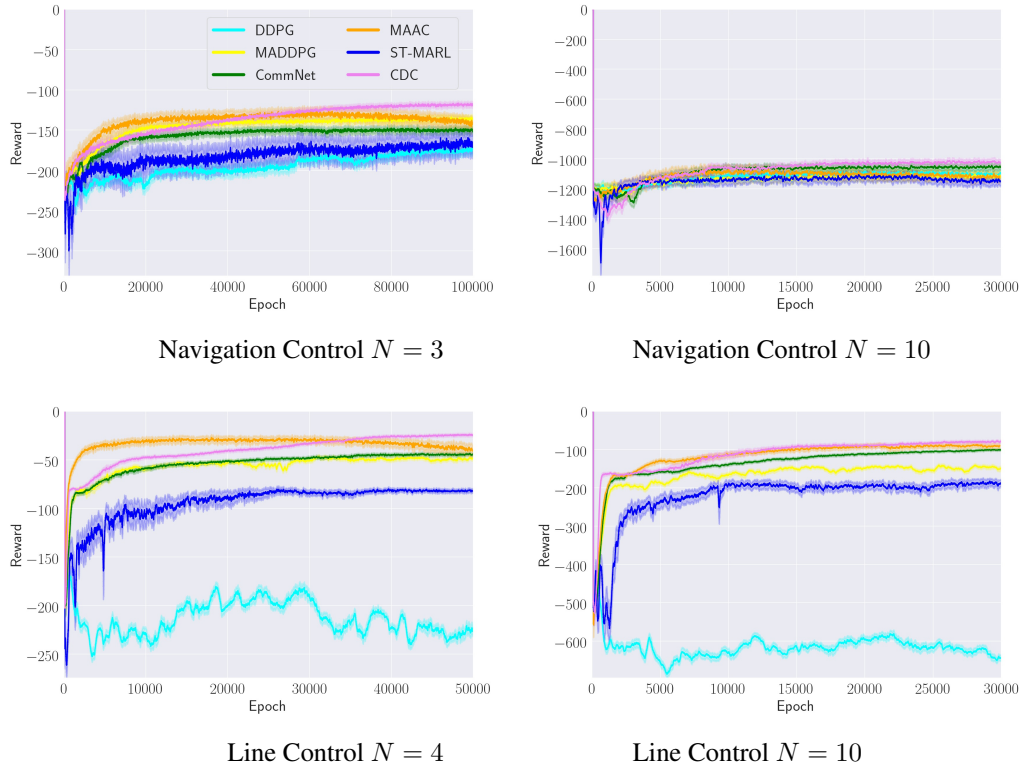 0
−50
−100
−150
−200
−250
−300
Reward
DDPG
MADDPG
CommNet
MAAC
ST-MARL
CDC
0 20000 40000 60000 80000 100000
Epoch
Navigation Control N = 3
0
−200
−400
−600
−800
−1000
−1200
−1400
−1600
Reward
0 5000 10000 15000 20000 25000 30000
Epoch
Navigation Control N = 10
0
−50
−100
−150
−200
−250
Reward
0 10000 20000 30000 40000 50000
Epoch
Line Control N = 4
0
−100
−200
−300
−400
−500
−600
Reward
0 5000 10000 15000 20000 25000 30000
Epoch
Line Control N = 10